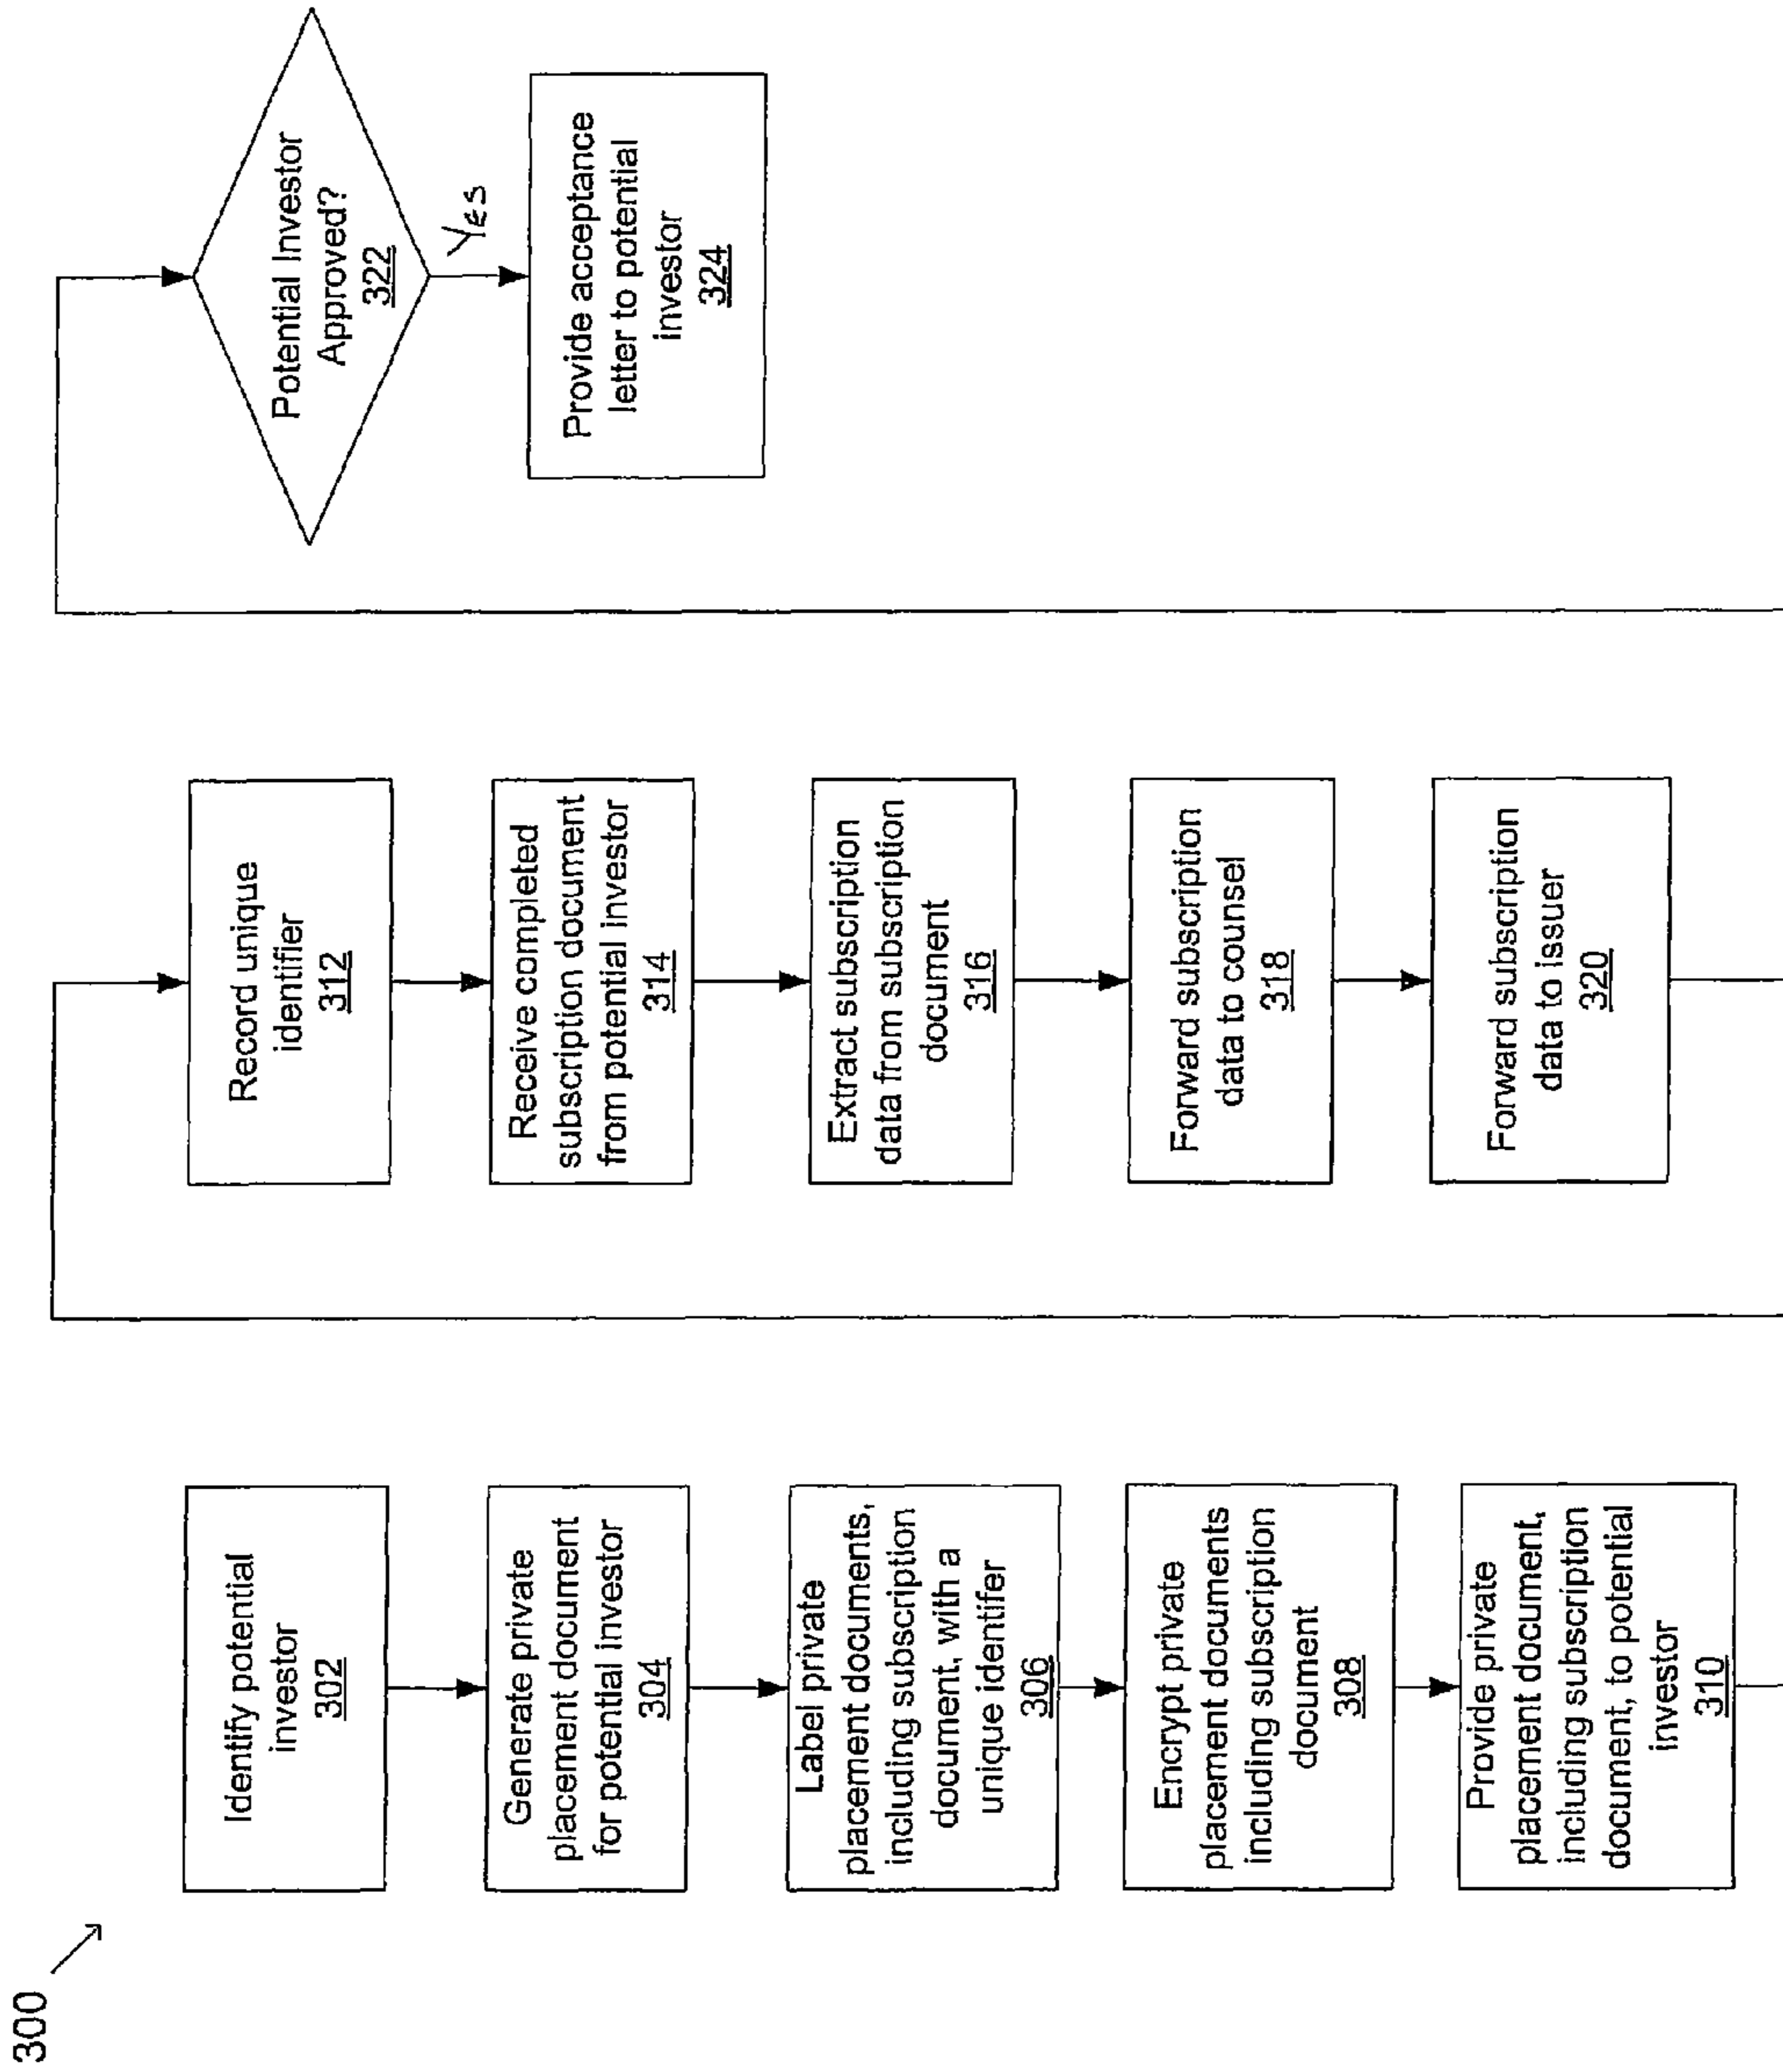 300
Identify potential
investor
302
Generate private
placement document
for potential investor
304
Label private
placement documents,
including subscription
document, with a
unique identifer
306
Encrypt private
placement documents
including subscription
document
308
Provide private
placement document,
including subscription
document, to potential
investor
310
Record unique
identifier
312
Receive completed
subscription document
from potential investor
314
Extract subscription
data from subscription
document
316
Forward subscription
data to counsel
318
Forward subscription
data to issuer
320
Potential Investor
Approved?
322
Yes
Provide acceptance
letter to potential
investor
324